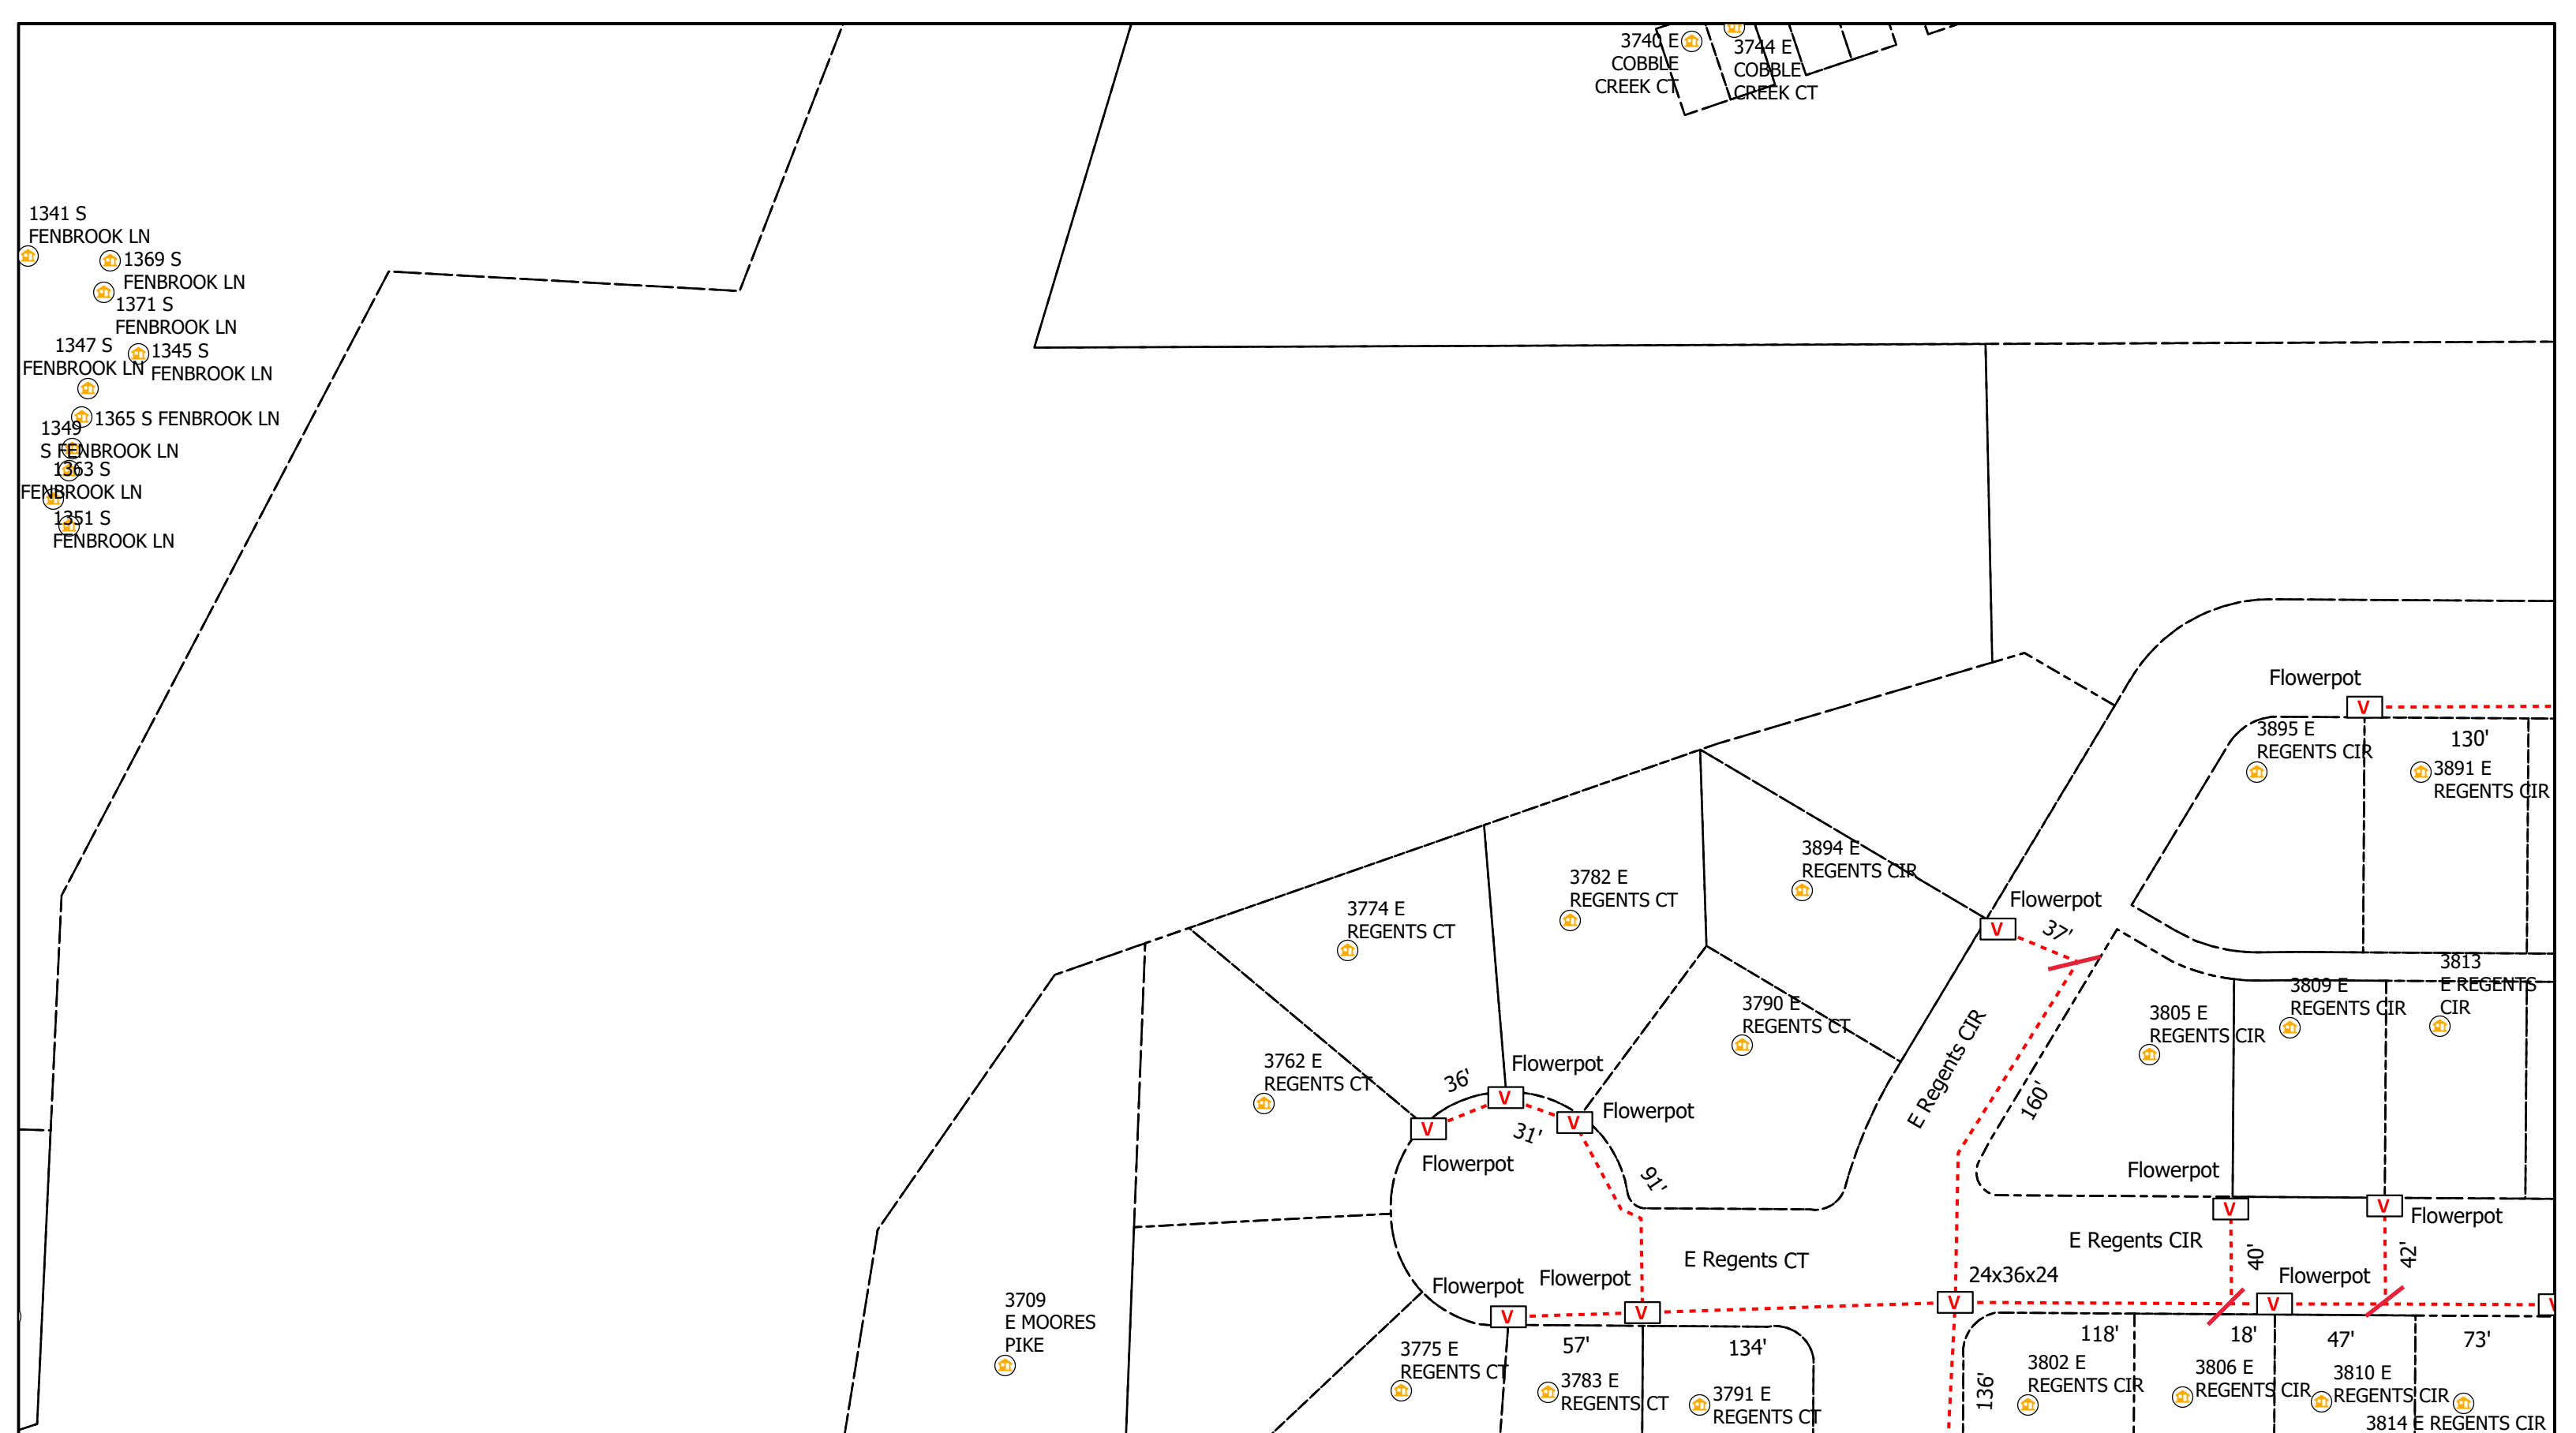 3740 E
COBBLE
CREEK CT
3744 E
COBBLE
CREEK CT
1341 S
FENBROOK LN
1369 S
FENBROOK LN
1371 S
FENBROOK LN
1347 S
FENBROOK LN
1345 S
FENBROOK LN
1365 S FENBROOK LN
1349
S FENBROOK LN
1363 S
FENBROOK LN
1351 S
FENBROOK LN
Flowerpot
V
3895 E
REGENTS CIR
130'
3891 E
REGENTS CIR
3894 E
REGENTS CIR
3782 E
REGENTS CT
3774 E
REGENTS CT
Flowerpot
V
37'
3813
E REGENTS
CIR
3809 E
REGENTS CIR
3805 E
REGENTS CIR
3790 E
REGENTS CT
E Regents CIR
160'
3762 E
REGENTS CT
Flowerpot
36'
V
V
Flowerpot
V
31'
Flowerpot
91'
Flowerpot
V
V
Flowerpot
E Regents CIR
40'
42'
E Regents CT
24x36x24
Flowerpot
Flowerpot
Flowerpot
V
V
V
V
V
3709
E MOORES
PIKE
57'
134'
118'
18'
47'
73'
3775 E
REGENTS CT
3783 E
REGENTS CT
3791 E
REGENTS CT
136'
3802 E
REGENTS CIR
3806 E
REGENTS CIR
3810 E
REGENTS CIR
3814 E REGENTS CIR